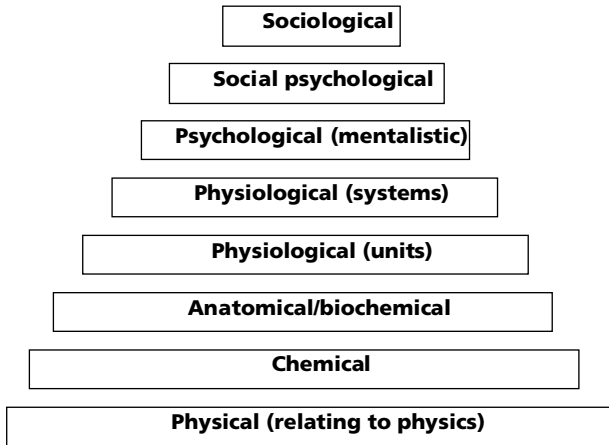 Sociological
Social psychological
Psychological (mentalistic)
Physiological (systems)
Physiological (units)
Anatomical/biochemical
Chemical
Physical (relating to physics)